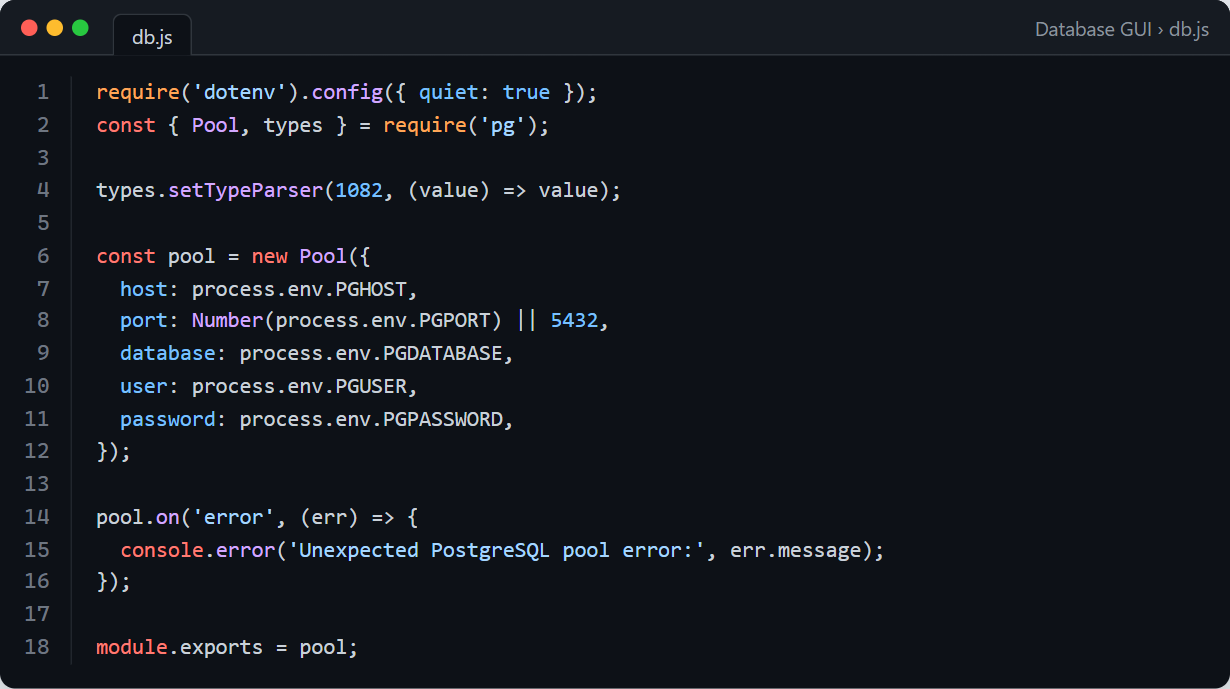 db.js
Database GUI › db.js
1 require('dotenv').config({ quiet: true });
2 const { Pool, types } = require('pg');
3
4 types.setTypeParser(1082, (value) => value);
5
6 const pool = new Pool({
7   host: process.env.PGHOST,
8   port: Number(process.env.PGPORT) || 5432,
9   database: process.env.PGDATABASE,
10   user: process.env.PGUSER,
11   password: process.env.PGPASSWORD,
12 });
13
14 pool.on('error', (err) => {
15   console.error('Unexpected PostgreSQL pool error:', err.message);
16 });
17
18 module.exports = pool;